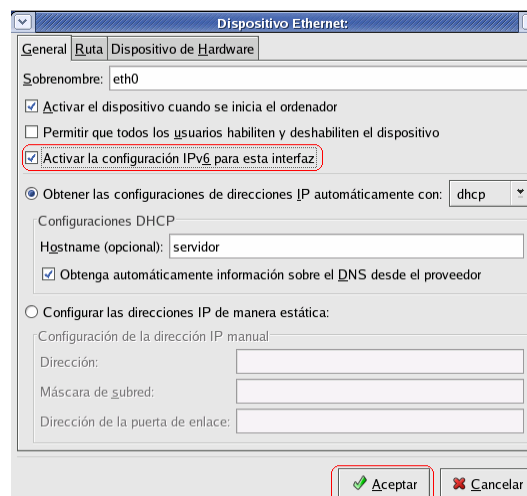 Dispositivo Ethernet:
General Ruta Dispositivo de Hardware
Sobrenombre: eth0
Activar el dispositivo cuando se inicia el ordenador
Permitir que todos los usuarios habiliten y deshabiliten el dispositivo
Activar la configuración IPv6 para esta interfaz
Obtener las configuraciones de direcciones IP automáticamente con: dhcp
Configuraciones DHCP
Hostname (opcional): servidor
Obtenga automáticamente información sobre el DNS desde el proveedor
Configurar las direcciones IP de manera estática:
Configuración de la dirección IP manual
Dirección:
Máscara de subred:
Dirección de la puerta de enlace:
Aceptar Cancelar